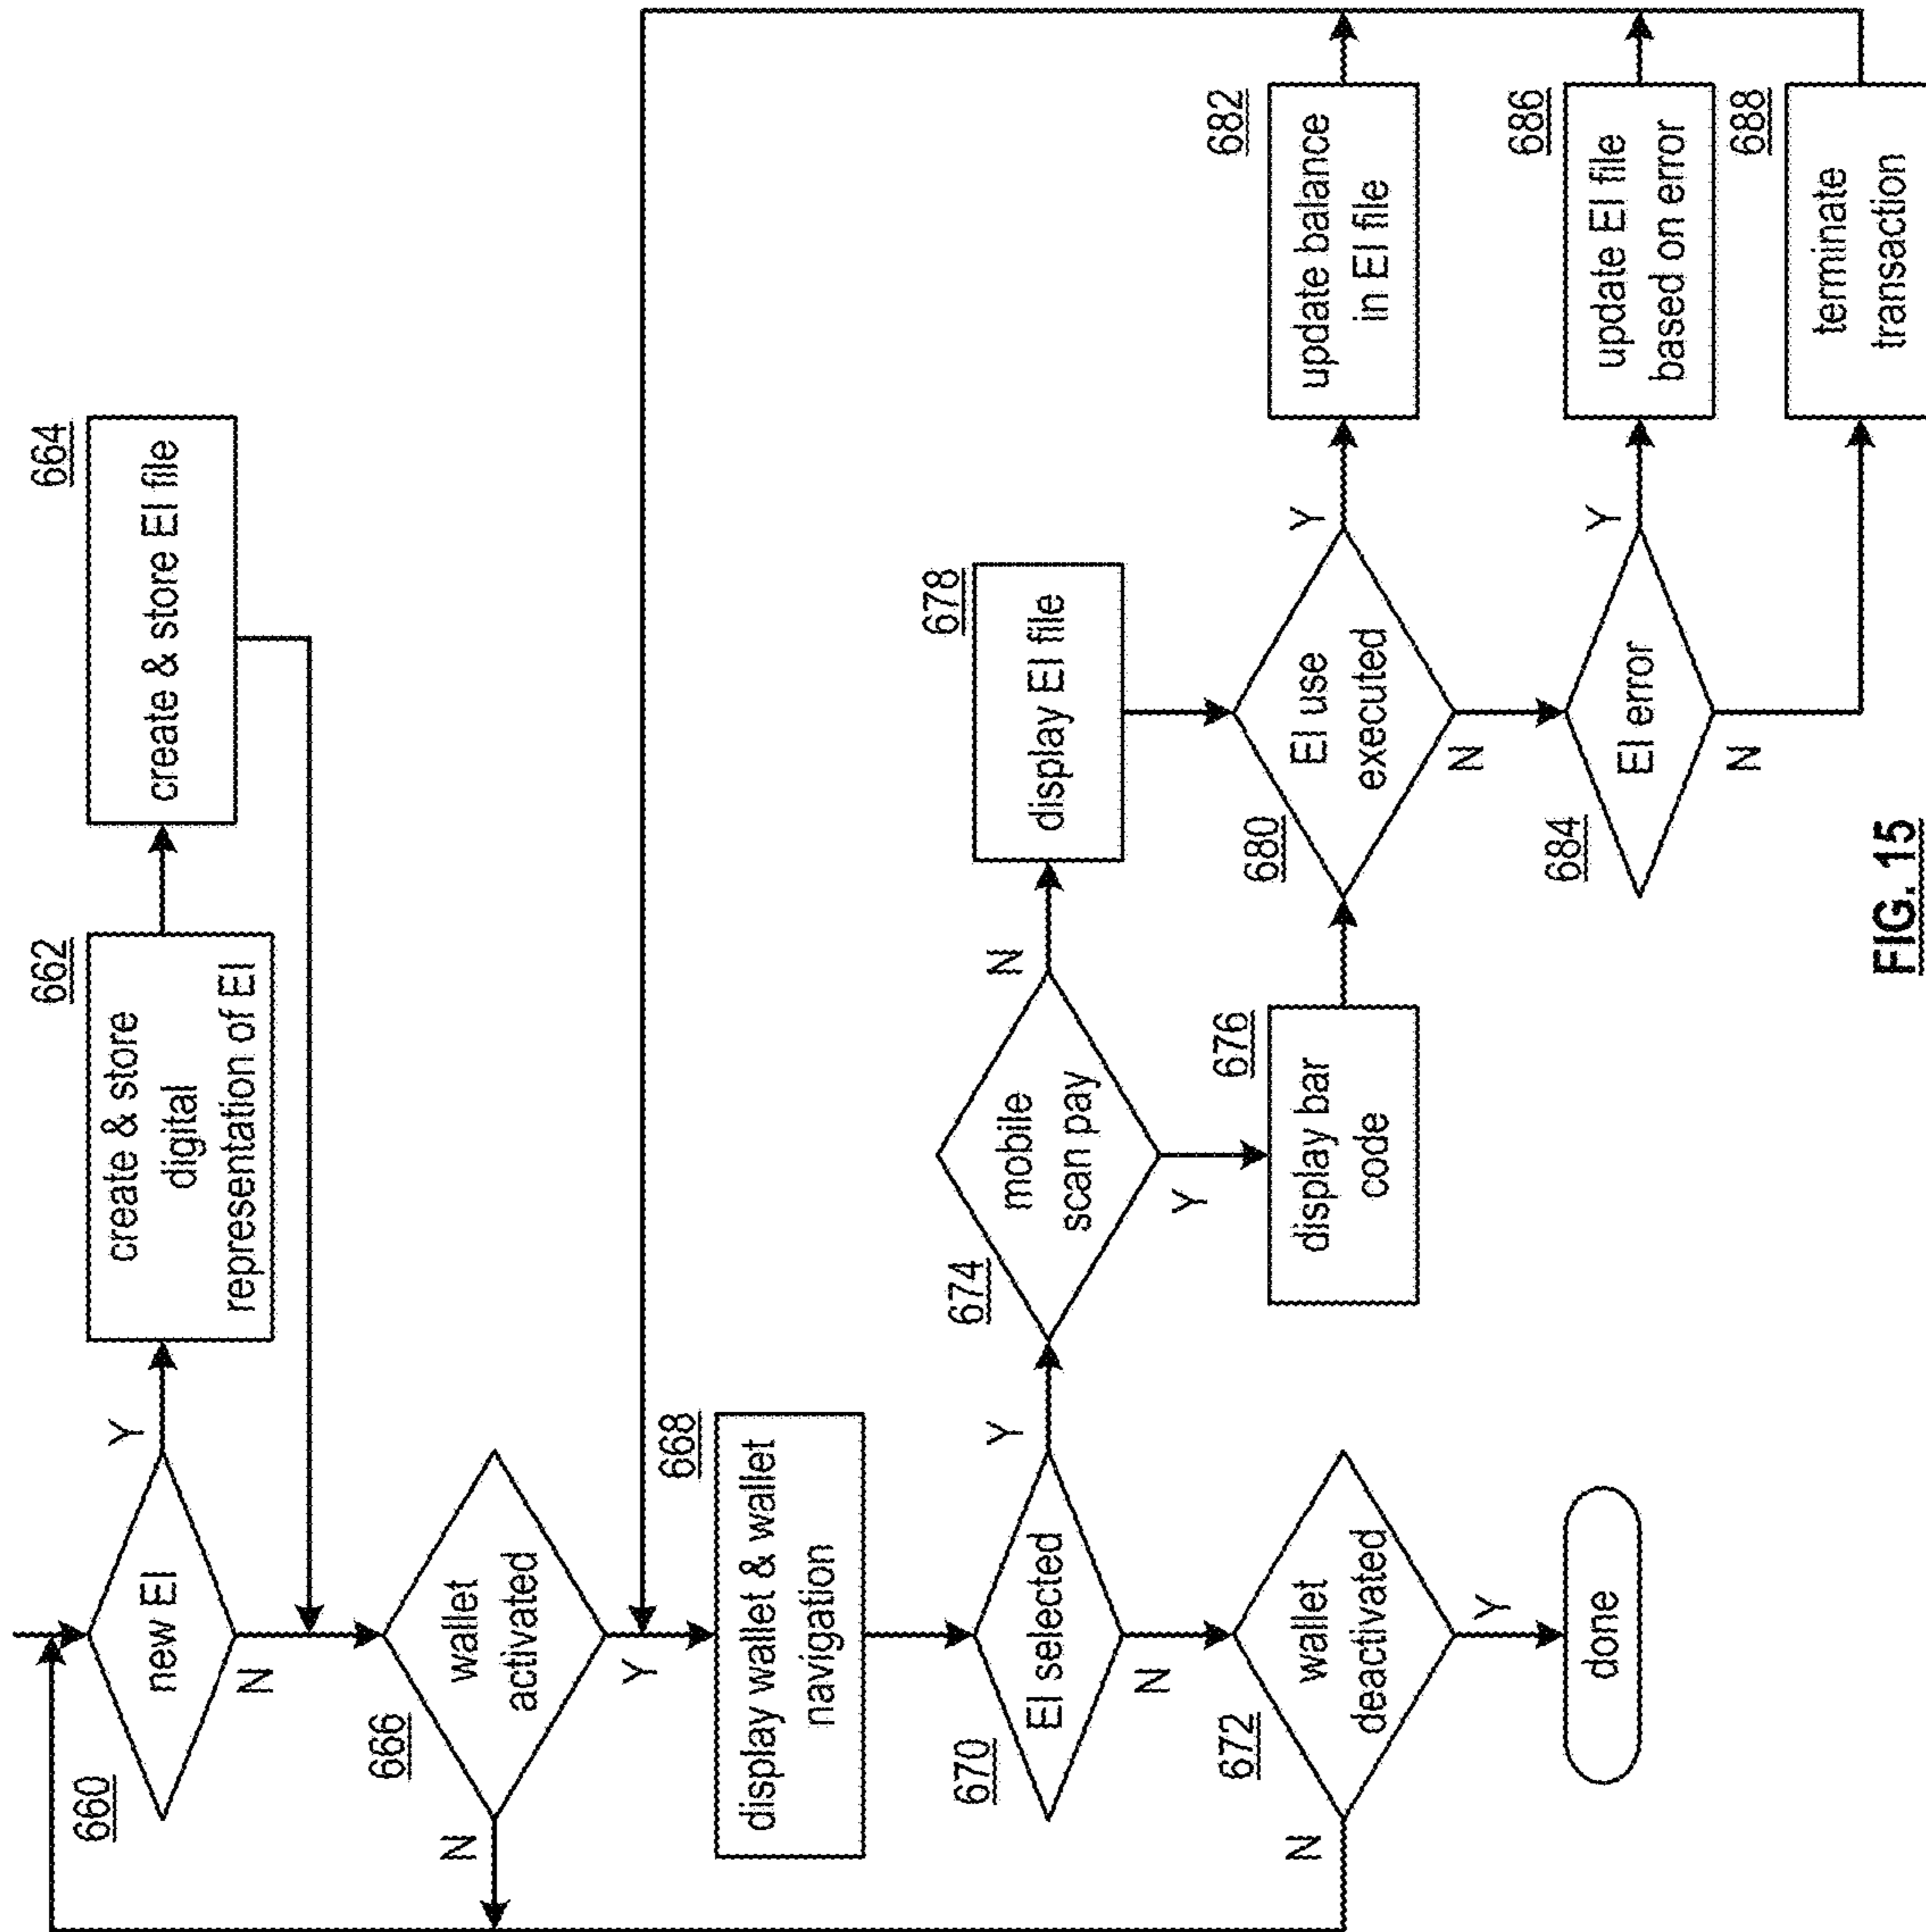 660
new EI
Y
N
662
create & store
digital
representation of EI
664
create & store EI file
666
wallet
activated
N
Y
668
display wallet & wallet
navigation
670
EI selected
Y
N
672
wallet
deactivated
N
Y
done
674
mobile
scan pay
N
Y
676
display bar
code
678
display EI file
680
EI use
executed
Y
N
682
update balance
in EI file
684
EI error
Y
N
686
update EI file
based on error
688
terminate
transaction
FIG. 15